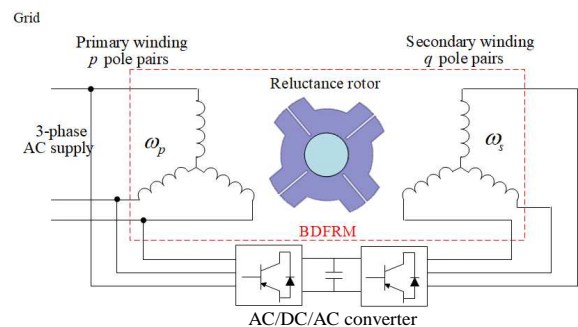 Grid
Primary winding
p pole pairs
Secondary winding
q pole pairs
Reluctance rotor
3-phase
AC supply
ωp
ωs
BDFRM
AC/DC/AC converter